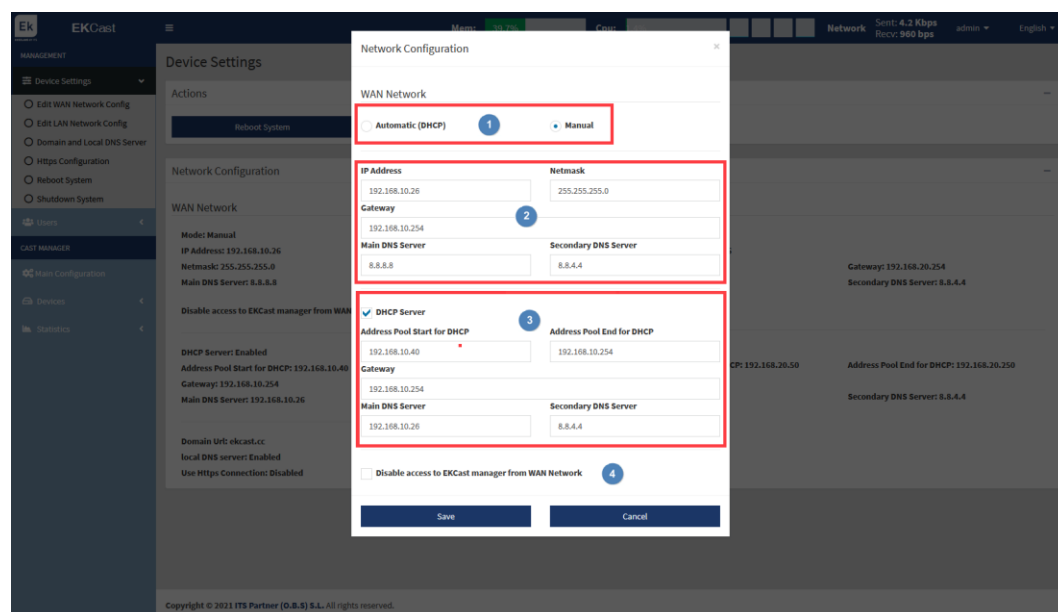 Ek
EKCast
Mem: 39.7% Cpu:
Network
Sent: 4.2 Kbps
Recv: 960 bps
admin
English
MANAGEMENT
Device Settings
Edit WAN Network Config
Edit LAN Network Config
Domain and Local DNS Server
Https Configuration
Reboot System
Shutdown System
Users
CAST MANAGER
Main Configuration
Devices
Statistics
Device Settings
Actions
Reboot System
Network Configuration
WAN Network
Mode: Manual
IP Address: 192.168.10.26
Netmask: 255.255.255.0
Main DNS Server: 8.8.8.8
Disable access to EKCast manager from WAN
DHCP Server: Enabled
Address Pool Start for DHCP: 192.168.10.40
Gateway: 192.168.10.254
Main DNS Server: 192.168.10.26
Domain Url: ekcast.cc
local DNS server: Enabled
Use Https Connection: Disabled
Network Configuration ×
WAN Network
Automatic (DHCP) 1 Manual
IP Address Netmask
192.168.10.26 255.255.255.0
Gateway
192.168.10.254
2
Main DNS Server Secondary DNS Server
8.8.8.8 8.8.4.4
DHCP Server
3
Address Pool Start for DHCP Address Pool End for DHCP
192.168.10.40 192.168.10.254
Gateway
192.168.10.254
Main DNS Server Secondary DNS Server
192.168.10.26 8.8.4.4
Disable access to EKCast manager from WAN Network 4
Save Cancel
Gateway: 192.168.20.254
Secondary DNS Server: 8.8.4.4
CP: 192.168.20.50 Address Pool End for DHCP: 192.168.20.250
Secondary DNS Server: 8.8.4.4
Copyright © 2021 ITS Partner (O.B.S) S.L. All rights reserved.